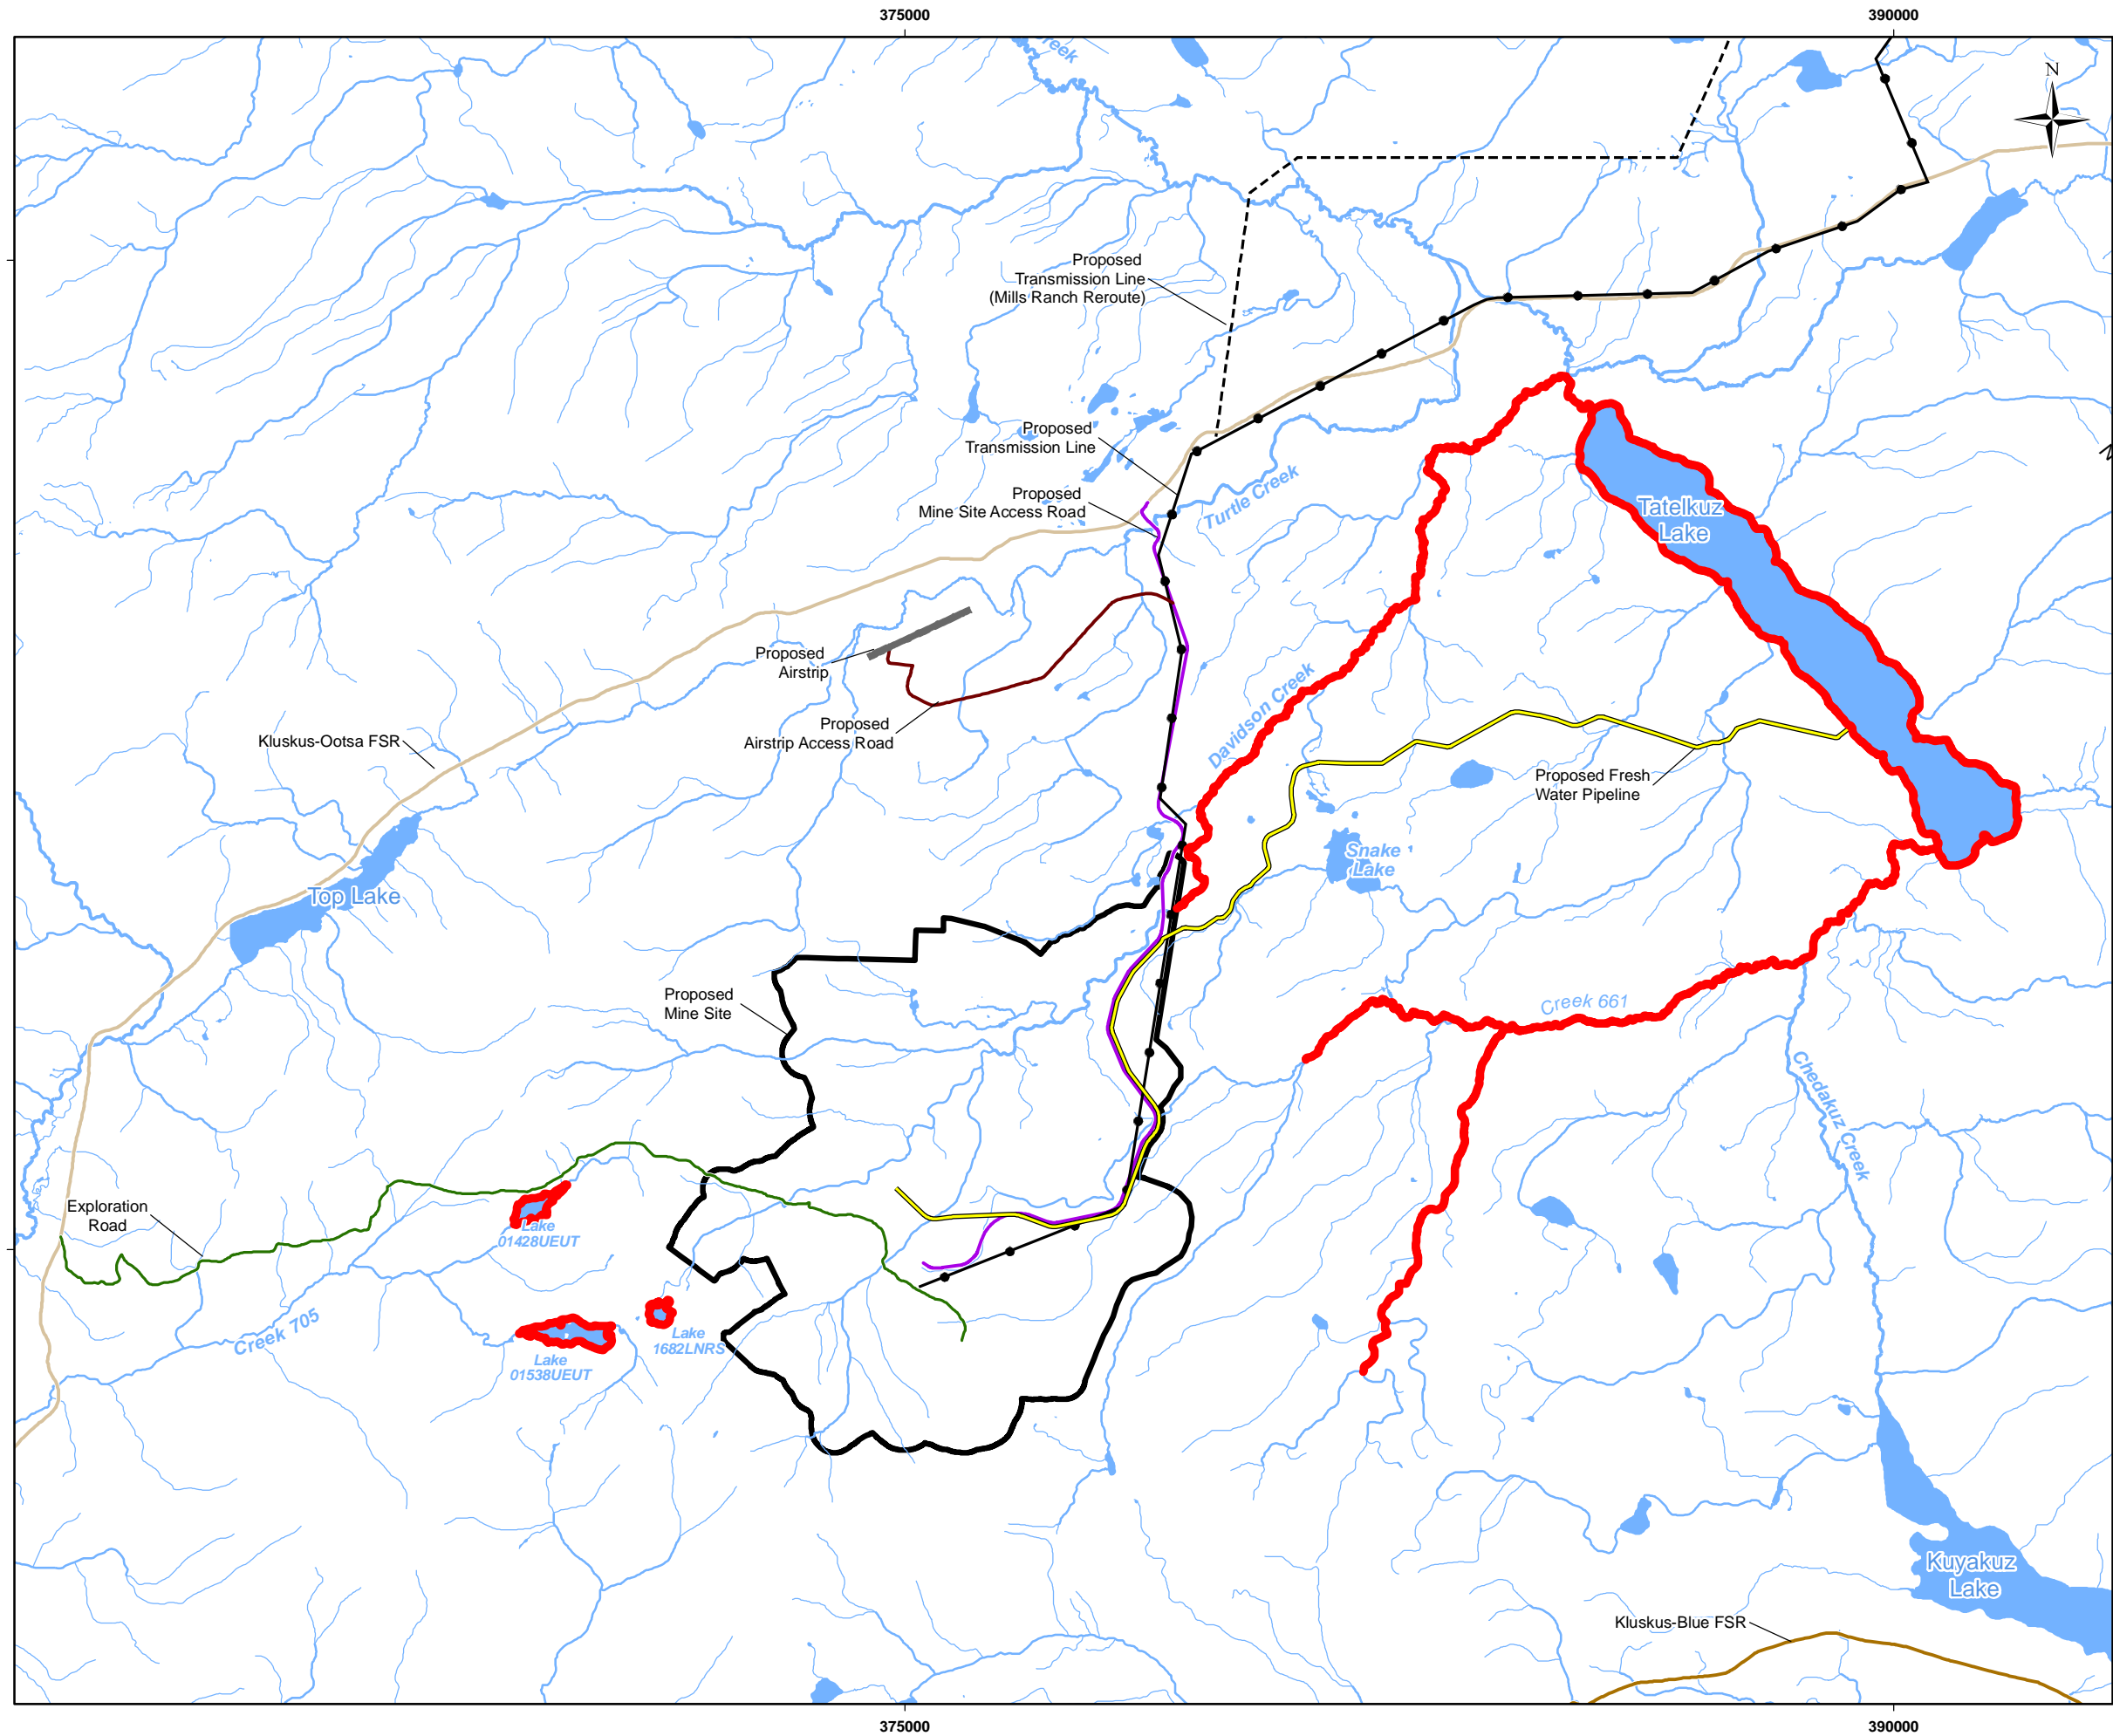 375000
390000
Creek
N
Proposed
Transmission Line
(Mills Ranch Reroute)
Proposed
Transmission Line
Proposed
Mine Site Access Road
Turtle Creek
Tatelkuz
Lake
Proposed
Airstrip
Davidson Creek
Proposed
Airstrip Access Road
Kluskus-Ootsa FSR
Proposed Fresh
Water Pipeline
Snake
Lake
Top Lake
Proposed
Mine Site
Creek 661
Chedakuz Creek
Exploration
Road
Lake
01428UEUT
Creek 705
Lake
1682LNRS
Lake
01538UEUT
Kuyakuz
Lake
Kluskus-Blue FSR
375000
390000